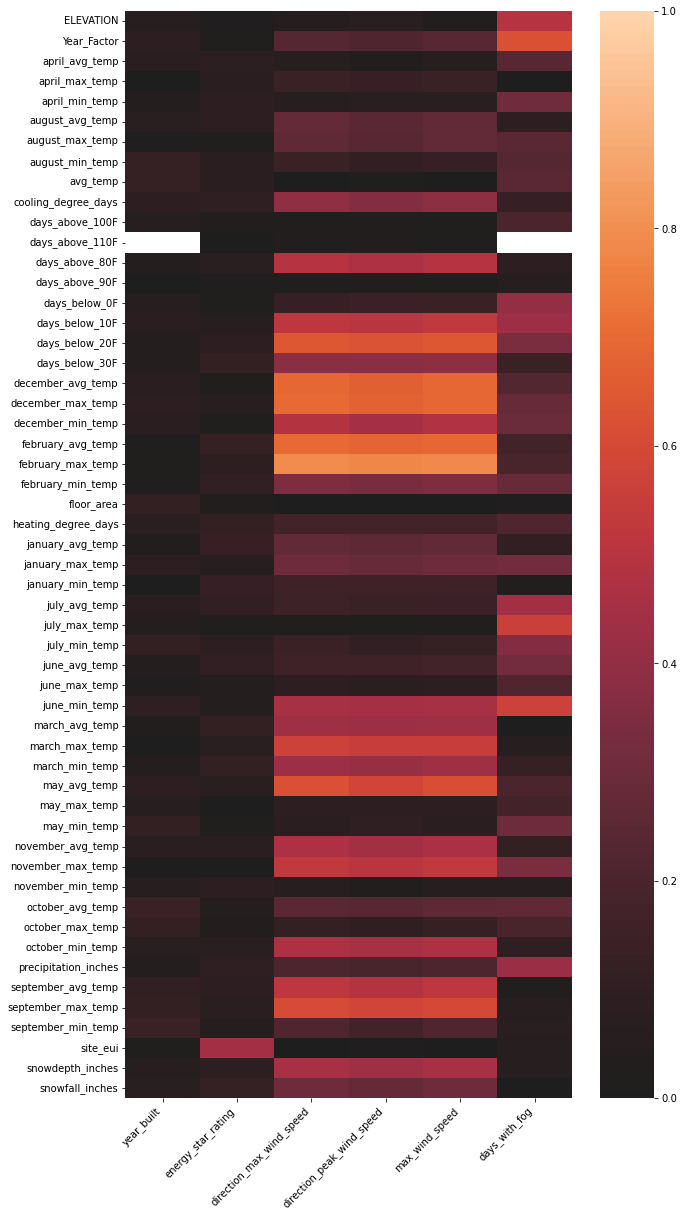 ELEVATION
Year_Factor
april_avg_temp
april_max_temp
april_min_temp
august_avg_temp
august_max_temp
august_min_temp
avg_temp
cooling_degree_days
days_above_100F
days_above_110F
days_above_80F
days_above_90F
days_below_0F
days_below_10F
days_below_20F
days_below_30F
december_avg_temp
december_max_temp
december_min_temp
february_avg_temp
february_max_temp
february_min_temp
floor_area
heating_degree_days
january_avg_temp
january_max_temp
january_min_temp
july_avg_temp
july_max_temp
july_min_temp
june_avg_temp
june_max_temp
june_min_temp
march_avg_temp
march_max_temp
march_min_temp
may_avg_temp
may_max_temp
may_min_temp
november_avg_temp
november_max_temp
november_min_temp
october_avg_temp
october_max_temp
october_min_temp
precipitation_inches
september_avg_temp
september_max_temp
september_min_temp
site_eui
snowdepth_inches
snowfall_inches
year_built
energy_star_rating
direction_max_wind_speed
direction_peak_wind_speed
max_wind_speed
days_with_fog
1.0
0.8
0.6
0.4
0.2
0.0